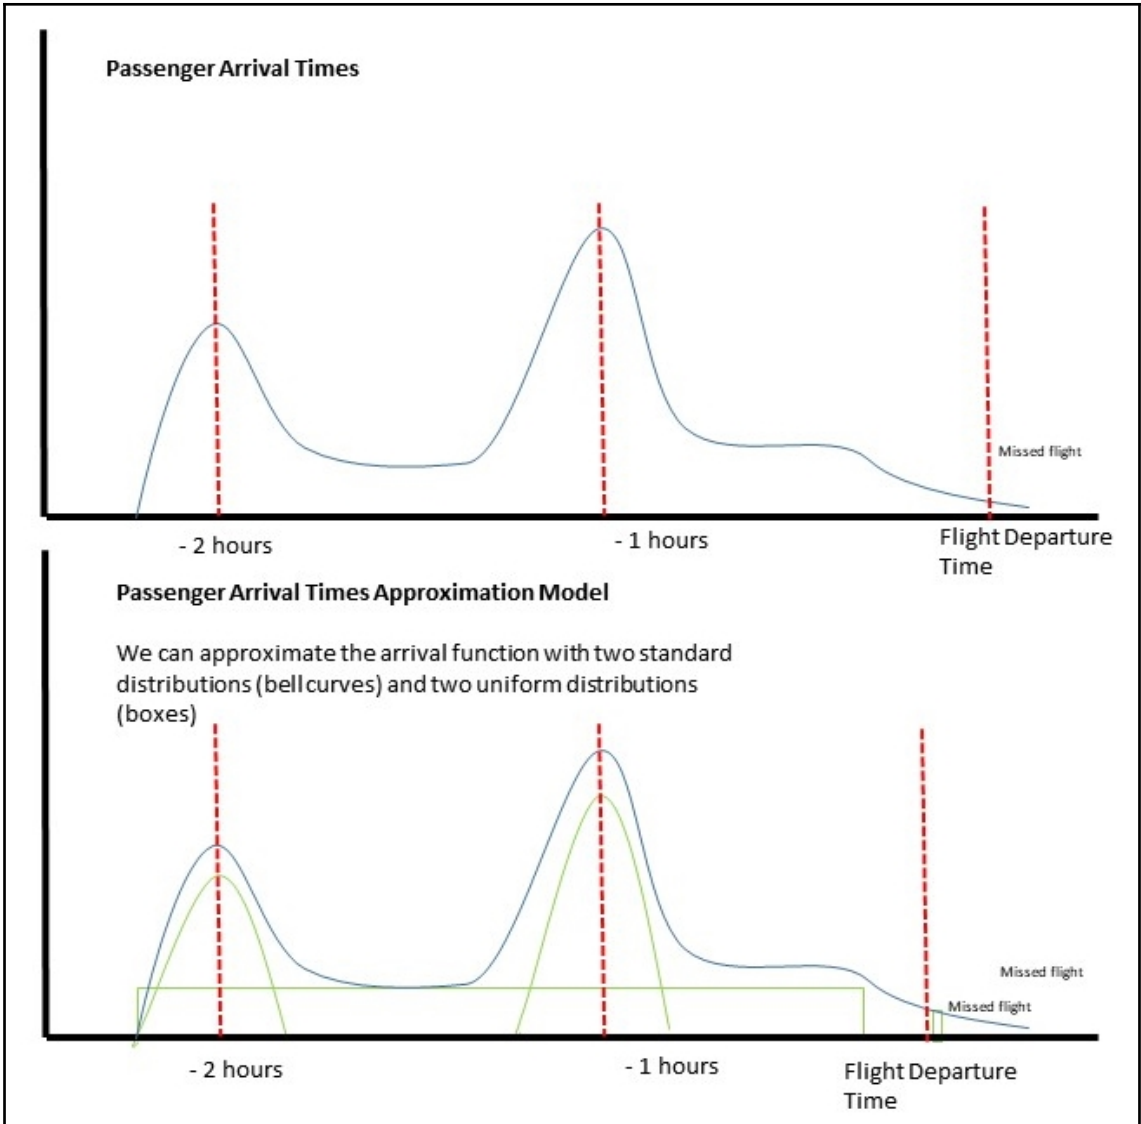 Passenger Arrival Times
Missed flight
- 2 hours
- 1 hours
Flight Departure
Time
Passenger Arrival Times Approximation Model
We can approximate the arrival function with two standard
distributions (bell curves) and two uniform distributions
(boxes)
Missed flight
Missed flight
- 2 hours
- 1 hours
Flight Departure
Time